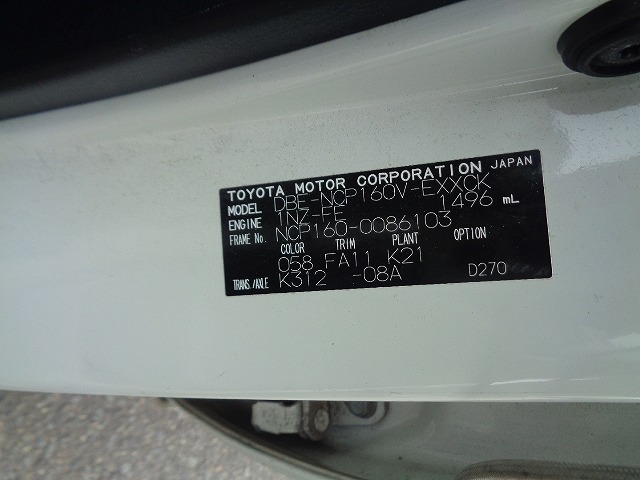 TOYOTA MOTOR CORPORATION JAPAN
MODEL DBE-NCP160V-EXXCK
ENGINE 1NZ-FE 1496 mL
FRAME No. NCP160-0086103
COLOR TRIM PLANT OPTION
058 FA11 K21
TRANS./AXLE K312 -08A D270